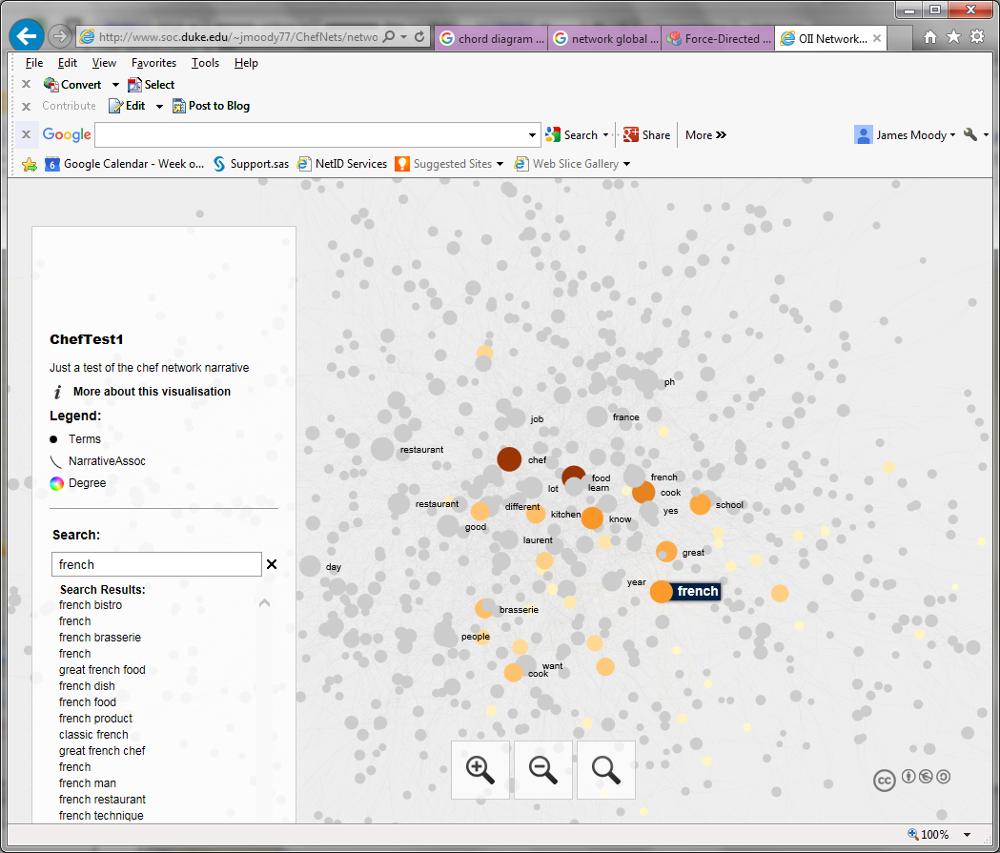 http://www.soc.duke.edu/~jmoody77/ChefNets/netwo
chord diagram ...
network global ...
Force-Directed ...
OII Network...
File Edit View Favorites Tools Help
x Convert Select
x Contribute Edit Post to Blog
x Google Search Share More »
James Moody
6 Google Calendar - Week o... Support.sas NetID Services Suggested Sites Web Slice Gallery
ChefTest1
Just a test of the chef network narrative
i More about this visualisation
Legend:
Terms
NarrativeAssoc
Degree
Search:
french
Search Results:
french bistro
french
french brasserie
french
great french food
french dish
french food
french product
classic french
great french chef
french
french man
french restaurant
french technique
ph
job
france
restaurant
chef
food
french
lot
learn
cook
restaurant
different
school
kitchen
know
yes
good
laurent
great
day
year
french
brasserie
people
want
cook
cc
100%